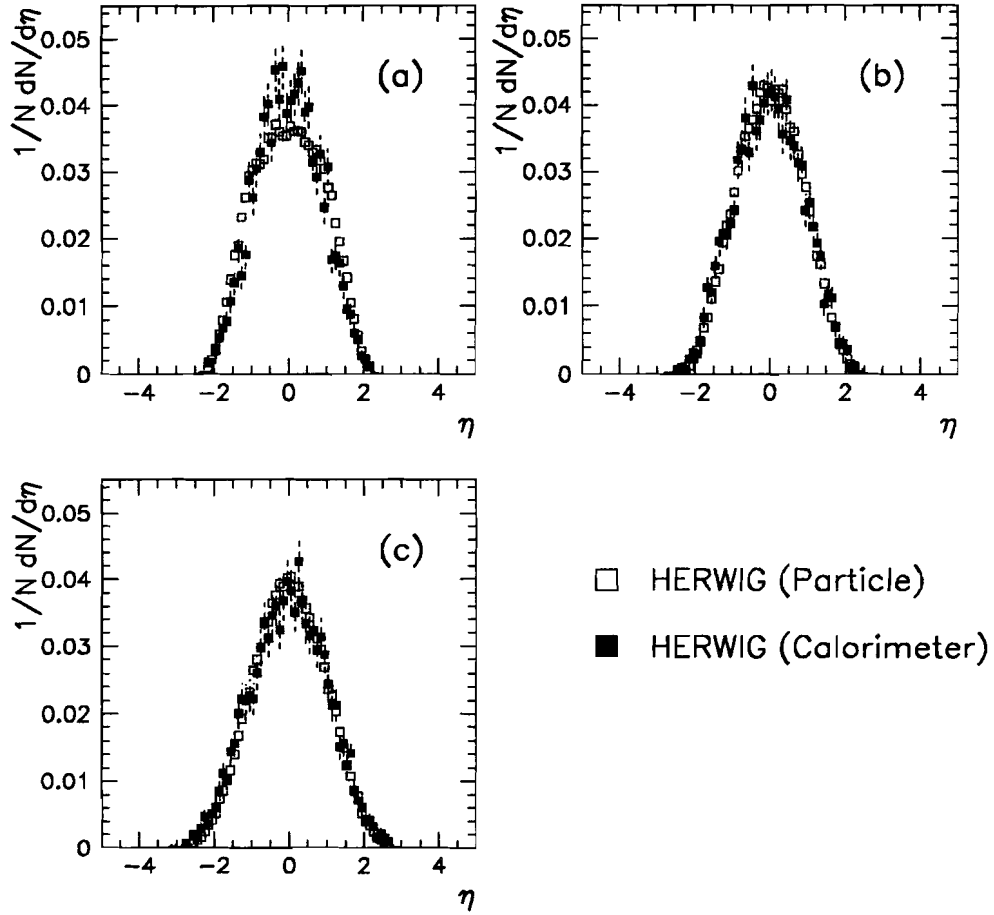 1/N dN/dη
0.05
0.04
0.03
0.02
0.01
0
(a)
−4 −2 0 2 4
η
1/N dN/dη
0.05
0.04
0.03
0.02
0.01
0
(b)
−4 −2 0 2 4
η
1/N dN/dη
0.05
0.04
0.03
0.02
0.01
0
(c)
−4 −2 0 2 4
η
HERWIG (Particle)
HERWIG (Calorimeter)